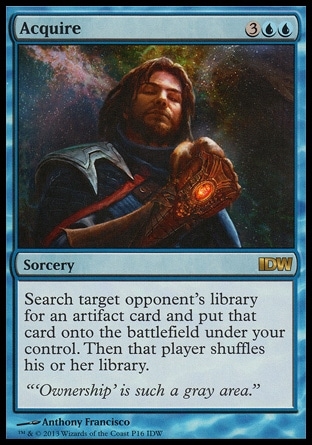 Acquire 3
Sorcery IDW
Search target opponent's library
for an artifact card and put that
card onto the battlefield under your
control. Then that player shuffles
his or her library.
"'Ownership' is such a gray area."
Anthony Francisco
™ & © 2013 Wizards of the Coast P16 IDW